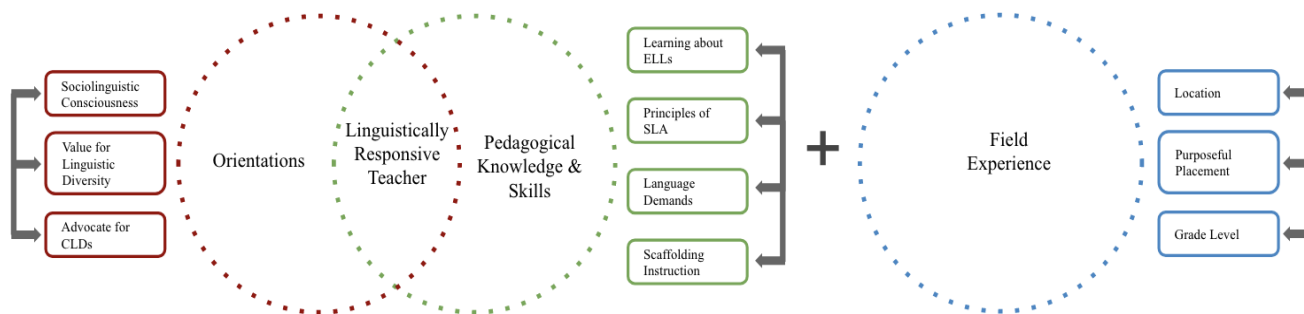 Sociolinguistic
Consciousness
Value for
Linguistic
Diversity
Advocate for
CLDs
Orientations
Linguistically
Responsive
Teacher
Pedagogical
Knowledge &
Skills
Learning about
ELLs
Principles of
SLA
Language
Demands
Scaffolding
Instruction
+
Field
Experience
Location
Purposeful
Placement
Grade Level